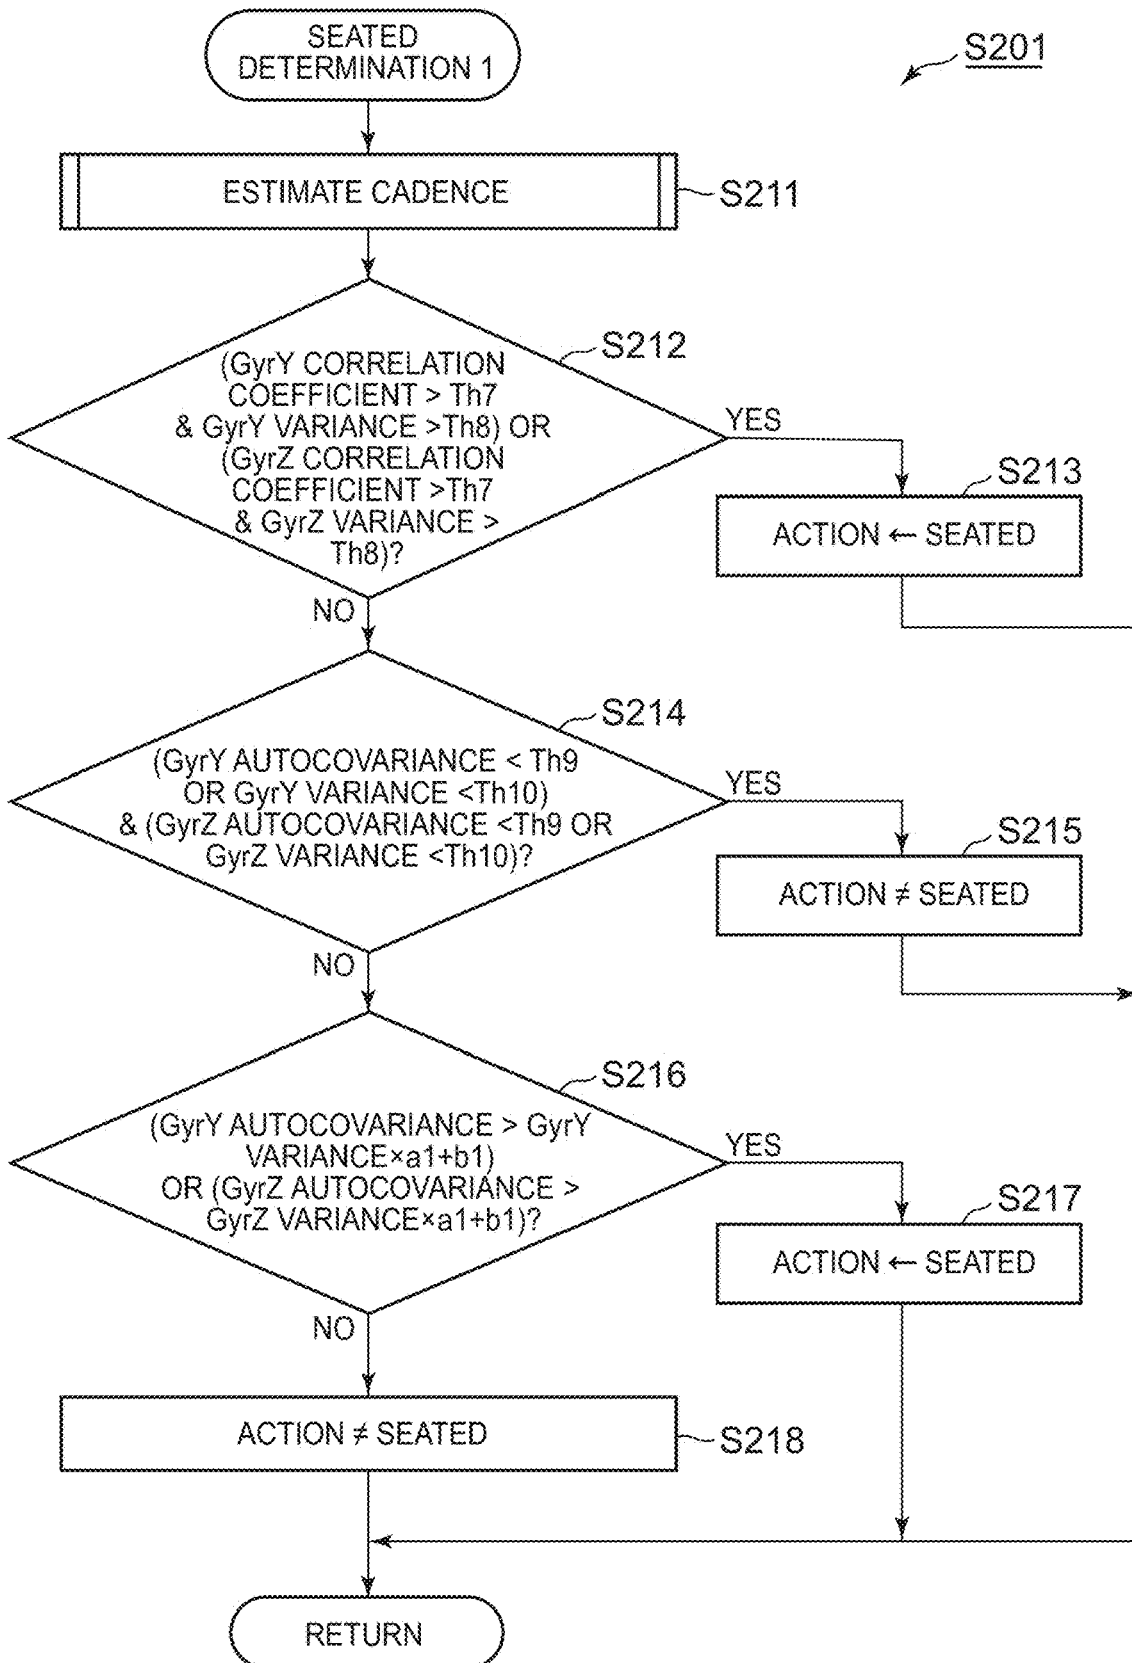 SEATED
DETERMINATION 1
S201
ESTIMATE CADENCE
S211
S212
(GyrY CORRELATION
COEFFICIENT > Th7
& GyrY VARIANCE >Th8) OR
(GyrZ CORRELATION
COEFFICIENT >Th7
& GyrZ VARIANCE >
Th8)?
YES
S213
ACTION ← SEATED
NO
S214
(GyrY AUTOCOVARIANCE < Th9
OR GyrY VARIANCE <Th10)
& (GyrZ AUTOCOVARIANCE <Th9 OR
GyrZ VARIANCE <Th10)?
YES
S215
ACTION ≠ SEATED
NO
S216
(GyrY AUTOCOVARIANCE > GyrY
VARIANCE×a1+b1)
OR (GyrZ AUTOCOVARIANCE >
GyrZ VARIANCE×a1+b1)?
YES
S217
ACTION ← SEATED
NO
ACTION ≠ SEATED
S218
RETURN